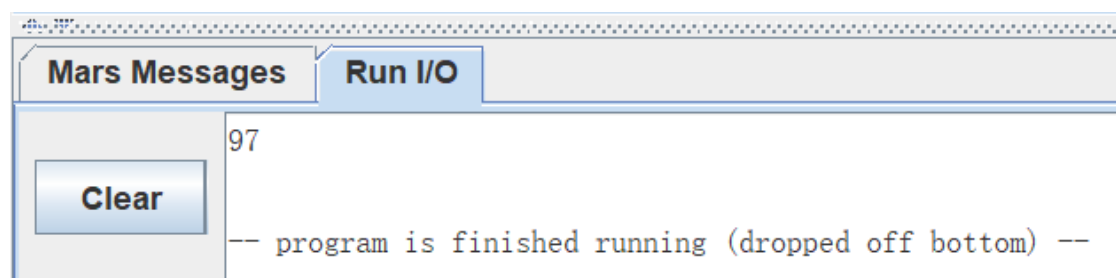 Mars Messages
Run I/O
97
Clear
-- program is finished running (dropped off bottom) --